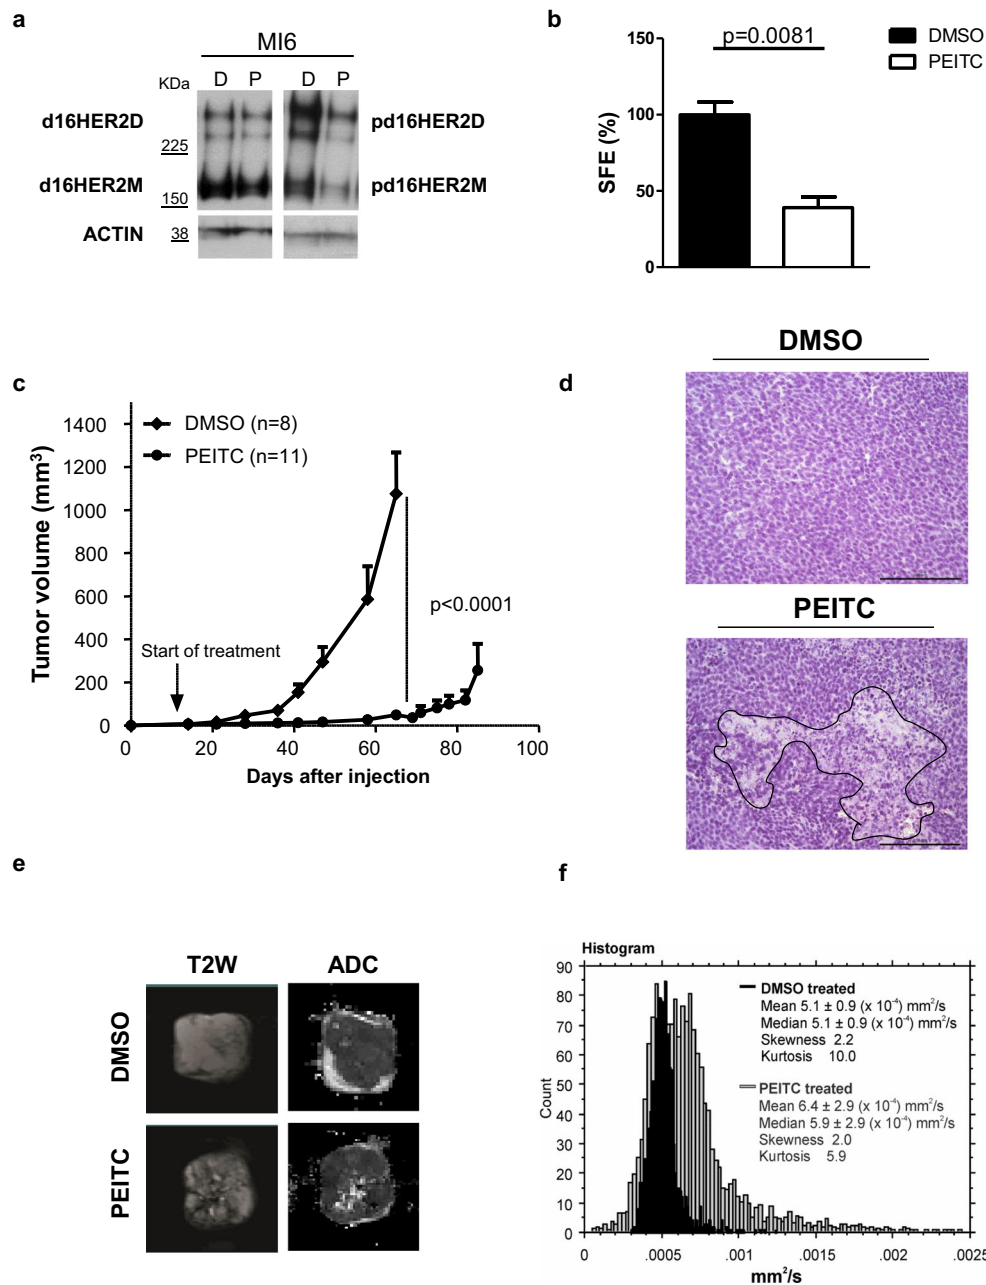 a
MI6
D P D P
KDa
d16HER2D
225
d16HER2M
150
ACTIN
38
pd16HER2D
pd16HER2M
b
150
100
50
0
SFE (%)
p=0.0081
DMSO
PEITC
c
1400
1200
1000
800
600
400
200
0
Tumor volume (mm³)
DMSO (n=8)
PEITC (n=11)
Start of treatment
p<0.0001
0 20 40 60 80 100
Days after injection
d
DMSO
PEITC
e
T2W ADC
DMSO
PEITC
f
Histogram
90
80
70
60
50
40
30
20
10
0
Count
DMSO treated
Mean 5.1 ± 0.9 (x 10⁻⁴) mm²/s
Median 5.1 ± 0.9 (x 10⁻⁴) mm²/s
Skewness 2.2
Kurtosis 10.0
PEITC treated
Mean 6.4 ± 2.9 (x 10⁻⁴) mm²/s
Median 5.9 ± 2.9 (x 10⁻⁴) mm²/s
Skewness 2.0
Kurtosis 5.9
0 .0005 .001 .0015 .002 .0025
mm²/s